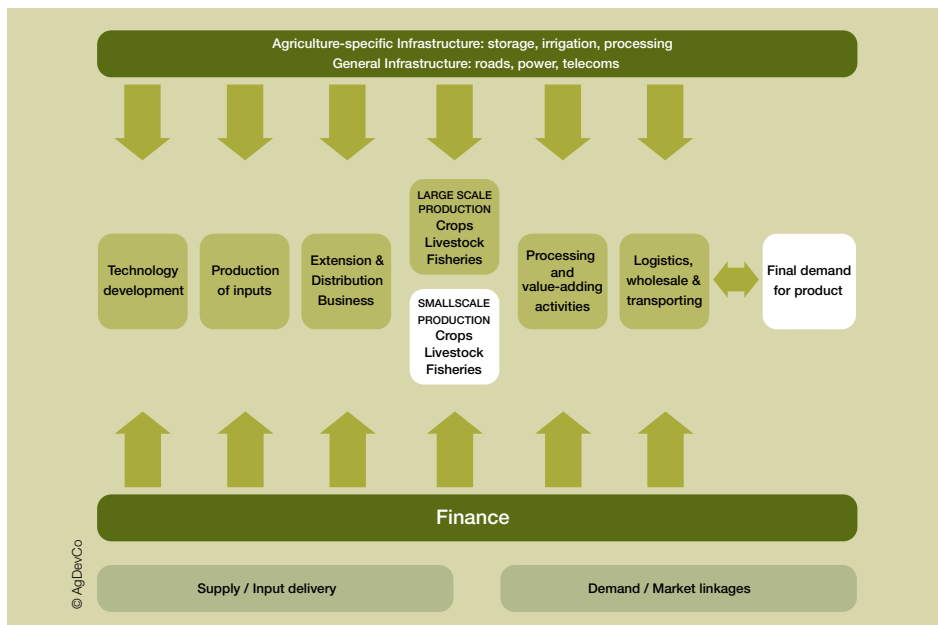 Agriculture-specific Infrastructure: storage, irrigation, processing
General Infrastructure: roads, power, telecoms
Technology
development
Production
of inputs
Extension &
Distribution
Business
LARGE SCALE
PRODUCTION
Crops
Livestock
Fisheries
SMALLSCALE
PRODUCTION
Crops
Livestock
Fisheries
Processing
and
value-adding
activities
Logistics,
wholesale &
transporting
Final demand
for product
Finance
Supply / Input delivery
Demand / Market linkages
© AgDevCo